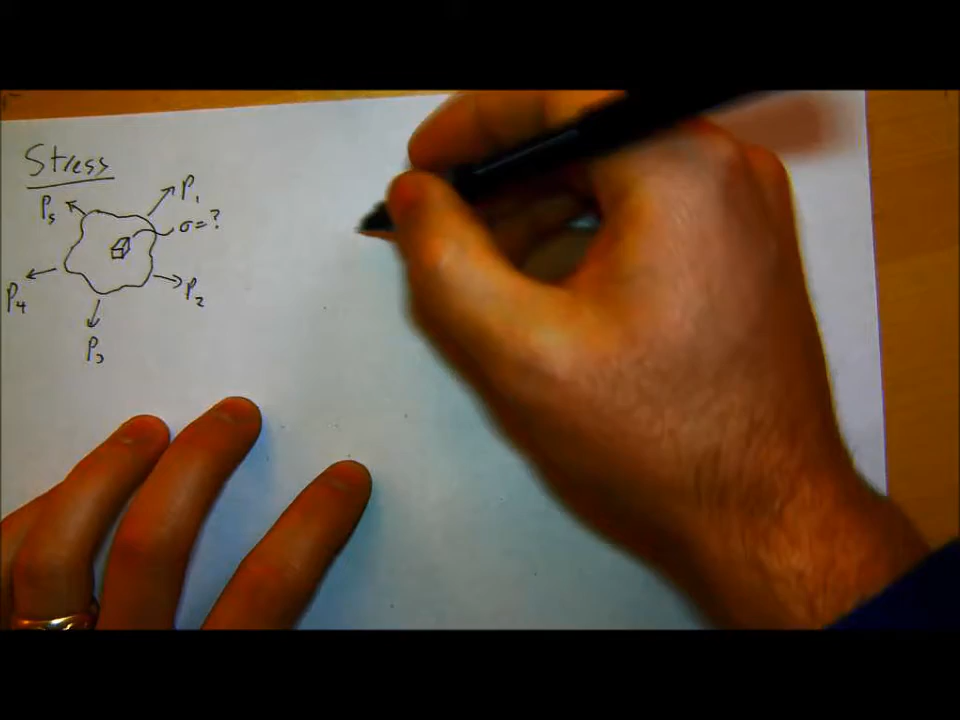 Stress
P₁
P₅
σ=?
P₄
P₂
P₃